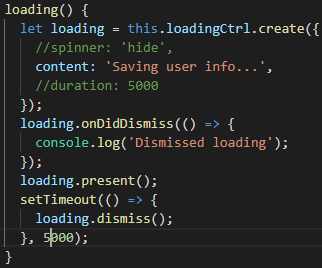 loading() {
let loading = this.loadingCtrl.create({
//spinner: 'hide',
content: 'Saving user info...',
//duration: 5000
});
loading.onDidDismiss(() => {
console.log('Dismissed loading');
});
loading.present();
setTimeout(() => {
loading.dismiss();
}, 5000);
}